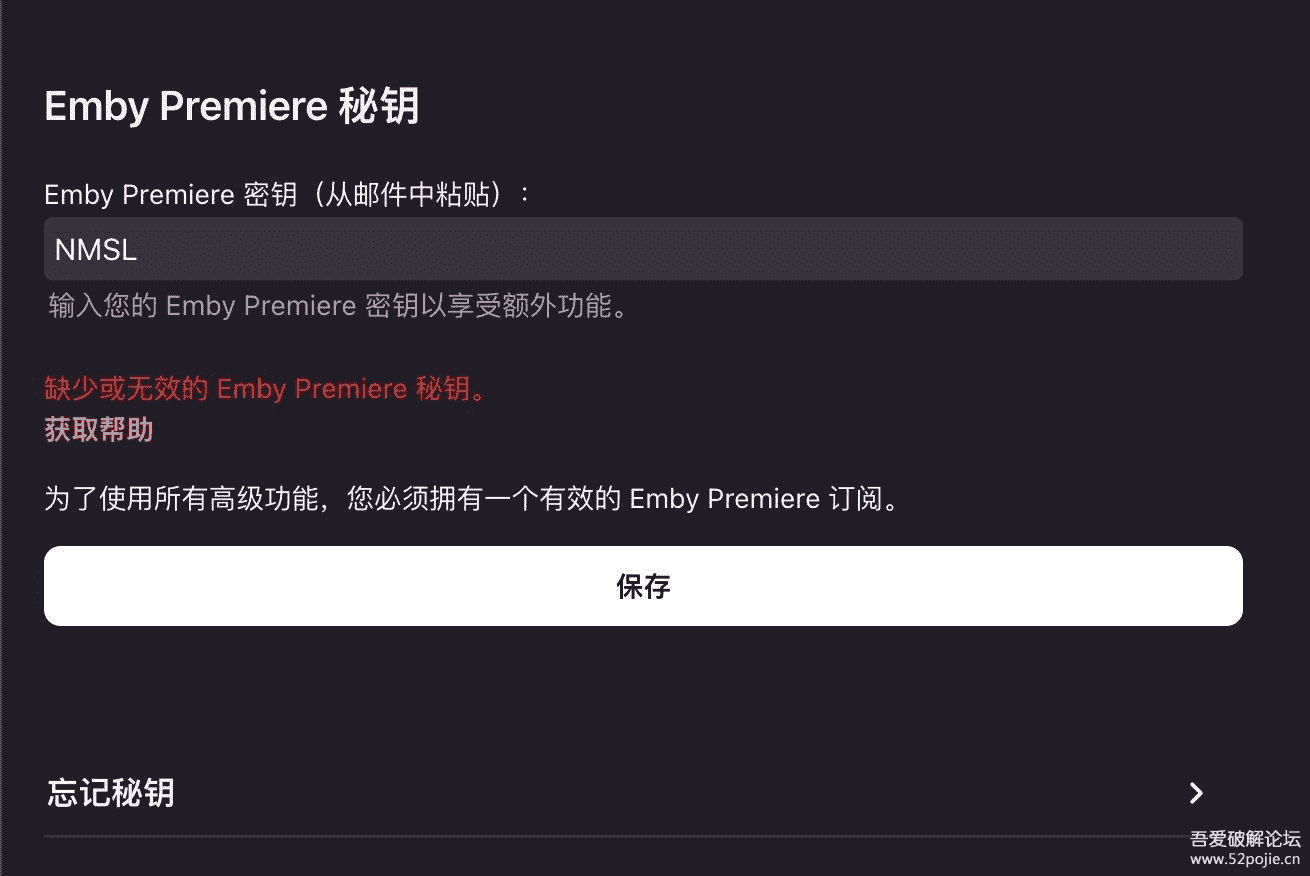 Emby Premiere 秘钥
Emby Premiere 密钥（从邮件中粘贴）：
NMSL
输入您的 Emby Premiere 密钥以享受额外功能。
缺少或无效的 Emby Premiere 秘钥。
获取帮助
为了使用所有高级功能，您必须拥有一个有效的 Emby Premiere 订阅。
保存
忘记秘钥
吾爱破解论坛
www.52pojie.cn